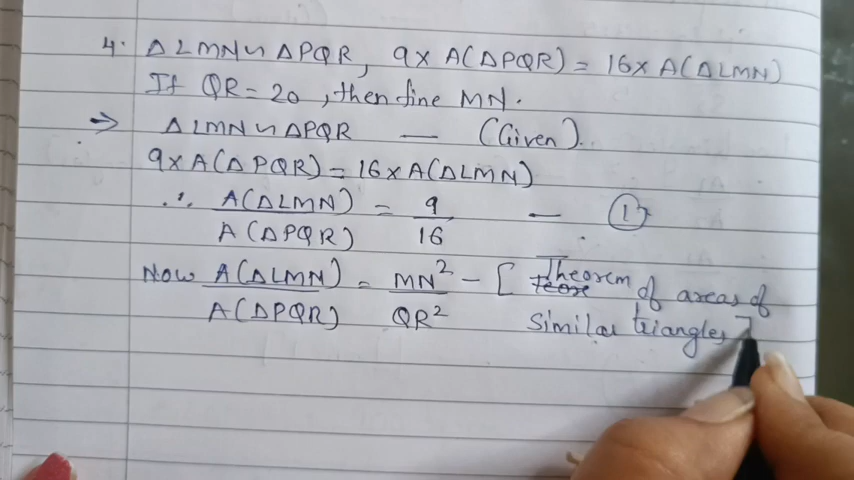 4. ΔLMN ∽ ΔPQR, 9×A(ΔPQR) = 16×A(ΔLMN)
If QR = 20, then fine MN.
⇒ ΔLMN ∽ ΔPQR — (Given).
9×A(ΔPQR) = 16×A(ΔLMN)
∴ A(ΔLMN) / A(ΔPQR) = 9 / 16 — ①
Now A(ΔLMN) / A(ΔPQR) = MN² / QR² – [Theorem of areas of
similar triangles]